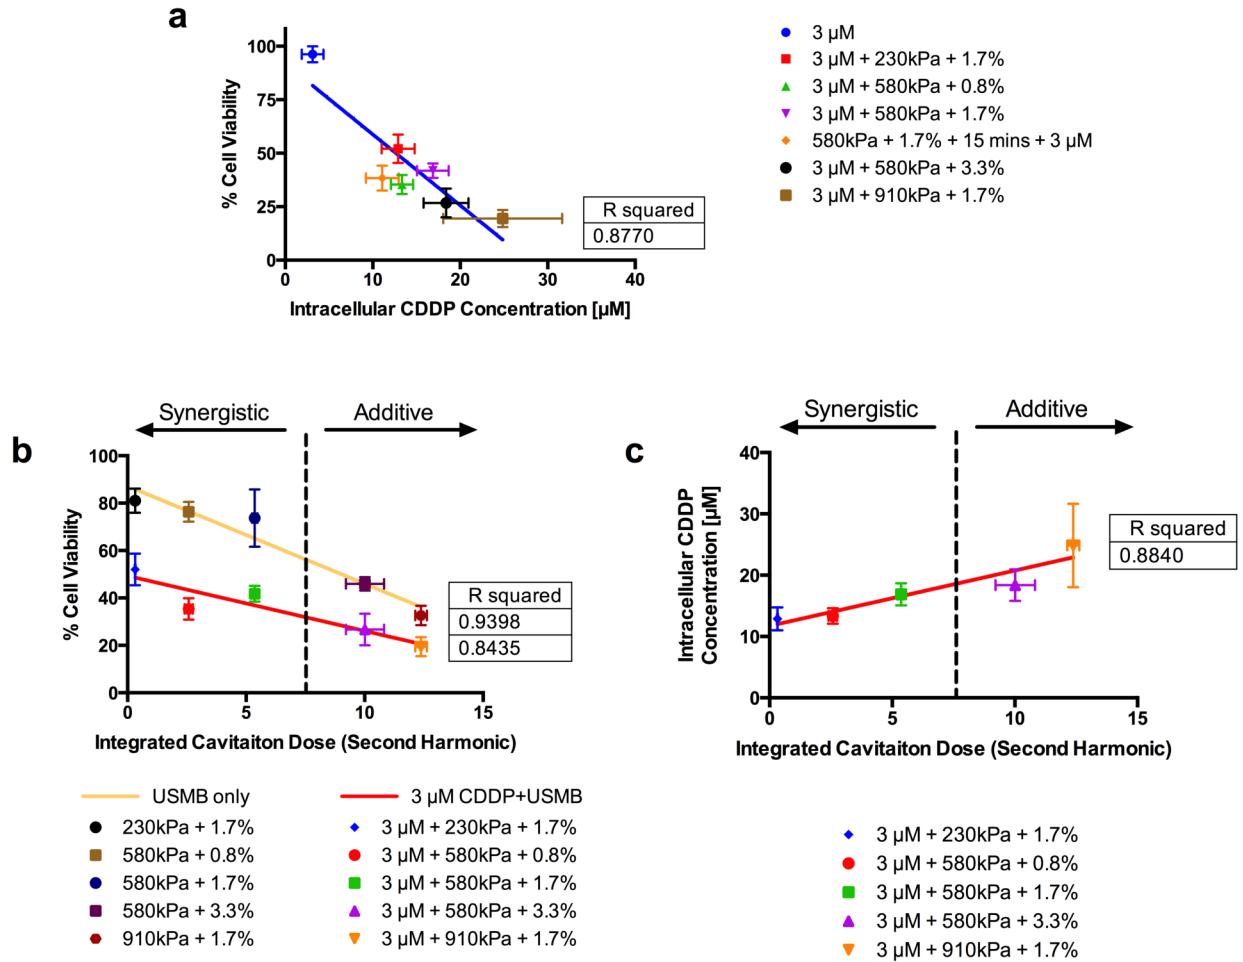 a
100
75
50
25
0
% Cell Viability
0 10 20 30 40
Intracellular CDDP Concentration [µM]
R squared
0.8770
3 µM
3 µM + 230kPa + 1.7%
3 µM + 580kPa + 0.8%
3 µM + 580kPa + 1.7%
580kPa + 1.7% + 15 mins + 3 µM
3 µM + 580kPa + 3.3%
3 µM + 910kPa + 1.7%
b
Synergistic Additive
100
80
60
40
20
0
% Cell Viability
0 5 10 15
Integrated Cavitaiton Dose (Second Harmonic)
R squared
0.9398
0.8435
USMB only
230kPa + 1.7%
580kPa + 0.8%
580kPa + 1.7%
580kPa + 3.3%
910kPa + 1.7%
3 µM CDDP+USMB
3 µM + 230kPa + 1.7%
3 µM + 580kPa + 0.8%
3 µM + 580kPa + 1.7%
3 µM + 580kPa + 3.3%
3 µM + 910kPa + 1.7%
c
Synergistic Additive
40
30
20
10
0
Intracellular CDDP
Concentration [µM]
0 5 10 15
Integrated Cavitaiton Dose (Second Harmonic)
R squared
0.8840
3 µM + 230kPa + 1.7%
3 µM + 580kPa + 0.8%
3 µM + 580kPa + 1.7%
3 µM + 580kPa + 3.3%
3 µM + 910kPa + 1.7%